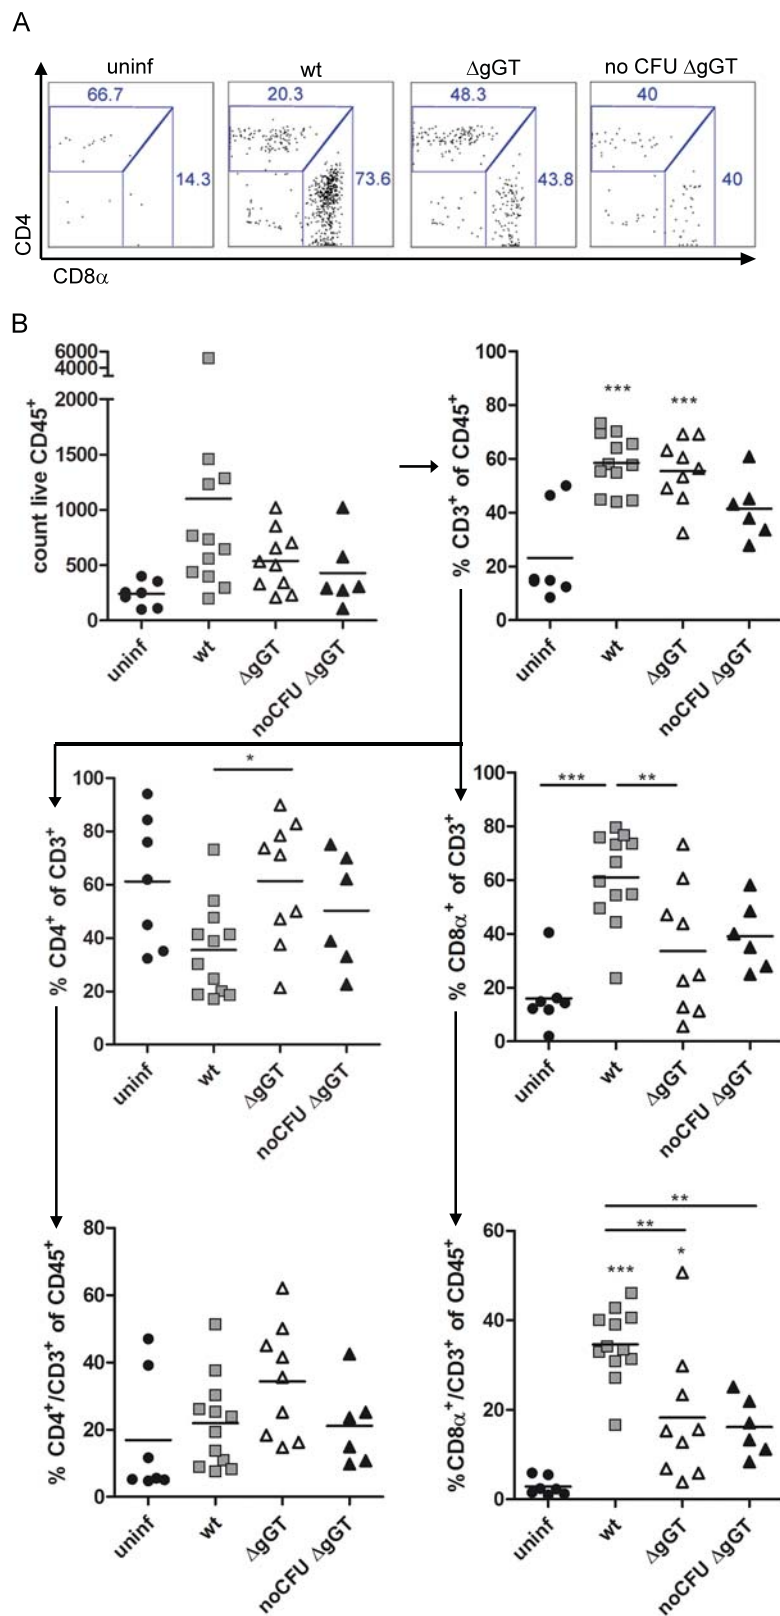 A
uninf wt ΔgGT no CFU ΔgGT
66.7 20.3 48.3 40
14.3 73.6 43.8 40
CD4
CD8α
B
count live CD45+
6000
4000
2000
1500
1000
500
0
uninf wt ΔgGT noCFU ΔgGT
% CD3+ of CD45+
100
80
60
40
20
0
*** ***
uninf wt ΔgGT noCFU ΔgGT
% CD4+ of CD3+
100
80
60
40
20
0
*
uninf wt ΔgGT noCFU ΔgGT
% CD8α+ of CD3+
100
80
60
40
20
0
*** **
uninf wt ΔgGT noCFU ΔgGT
% CD4+/CD3+ of CD45+
80
60
40
20
0
uninf wt ΔgGT noCFU ΔgGT
%CD8α+/CD3+ of CD45+
60
40
20
0
**
**
*
***
uninf wt ΔgGT noCFU ΔgGT